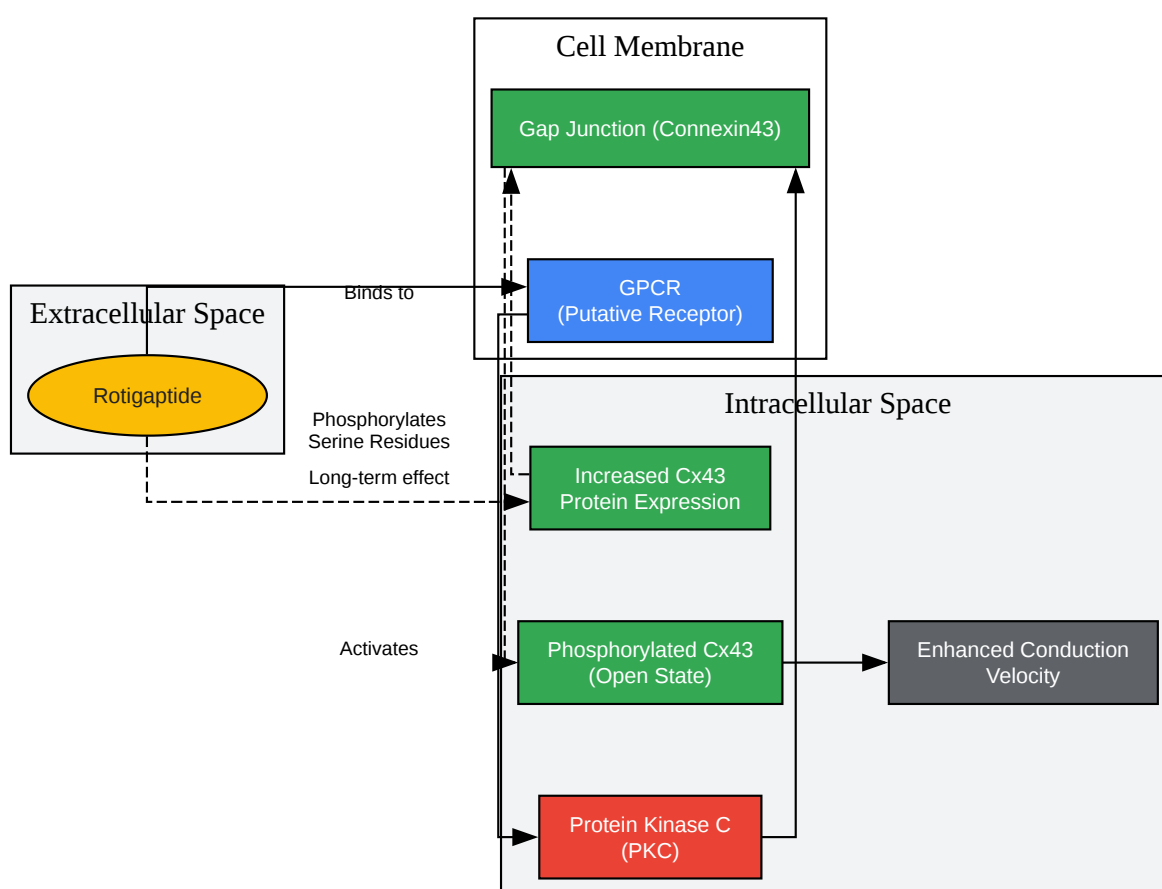 Cell Membrane
Gap Junction (Connexin43)
GPCR
(Putative Receptor)
Binds to
Extracellular Space
Rotigaptide
Intracellular Space
Phosphorylates
Serine Residues
Long-term effect
Increased Cx43
Protein Expression
Activates
Phosphorylated Cx43
(Open State)
Enhanced Conduction
Velocity
Protein Kinase C
(PKC)